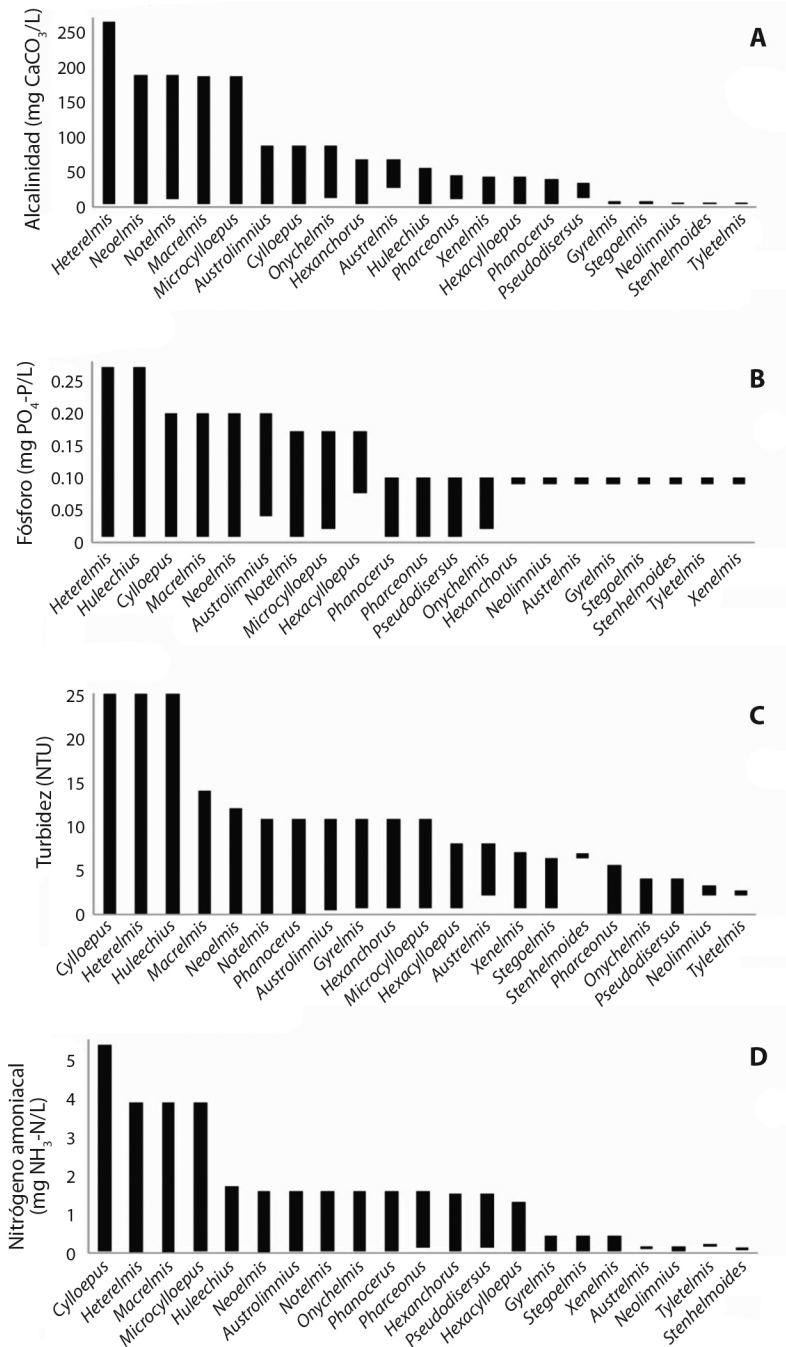 A
Alcalinidad (mg CaCO3/L)
250
200
150
100
50
0
Heterelmis
Neoelmis
Notelmis
Macrelmis
Microcylloepus
Austrolimnius
Cylloepus
Onychelmis
Hexanchorus
Austrelmis
Huleechius
Pharceonus
Xenelmis
Hexacylloepus
Phanocerus
Pseudodisersus
Gyrelmis
Stegoelmis
Neolimnius
Stenhelmoides
Tyletelmis
B
Fósforo (mg PO4-P/L)
0.25
0.20
0.15
0.10
0.05
0
Heterelmis
Huleechius
Cylloepus
Macrelmis
Neoelmis
Austrolimnius
Notelmis
Microcylloepus
Hexacylloepus
Phanocerus
Pharceonus
Pseudodisersus
Onychelmis
Hexanchorus
Neolimnius
Austrelmis
Gyrelmis
Stegoelmis
Stenhelmoides
Tyletelmis
Xenelmis
C
Turbidez (NTU)
25
20
15
10
5
0
Cylloepus
Heterelmis
Huleechius
Macrelmis
Neoelmis
Notelmis
Phanocerus
Austrolimnius
Gyrelmis
Hexanchorus
Microcylloepus
Hexacylloepus
Austrelmis
Xenelmis
Stegoelmis
Stenhelmoides
Pharceonus
Onychelmis
Pseudodisersus
Neolimnius
Tyletelmis
D
Nitrógeno amoniacal
(mg NH3-N/L)
5
4
3
2
1
0
Cylloepus
Heterelmis
Macrelmis
Microcylloepus
Huleechius
Neoelmis
Austrolimnius
Notelmis
Onychelmis
Phanocerus
Pharceonus
Hexanchorus
Pseudodisersus
Hexacylloepus
Gyrelmis
Stegoelmis
Xenelmis
Austrelmis
Neolimnius
Tyletelmis
Stenhelmoides